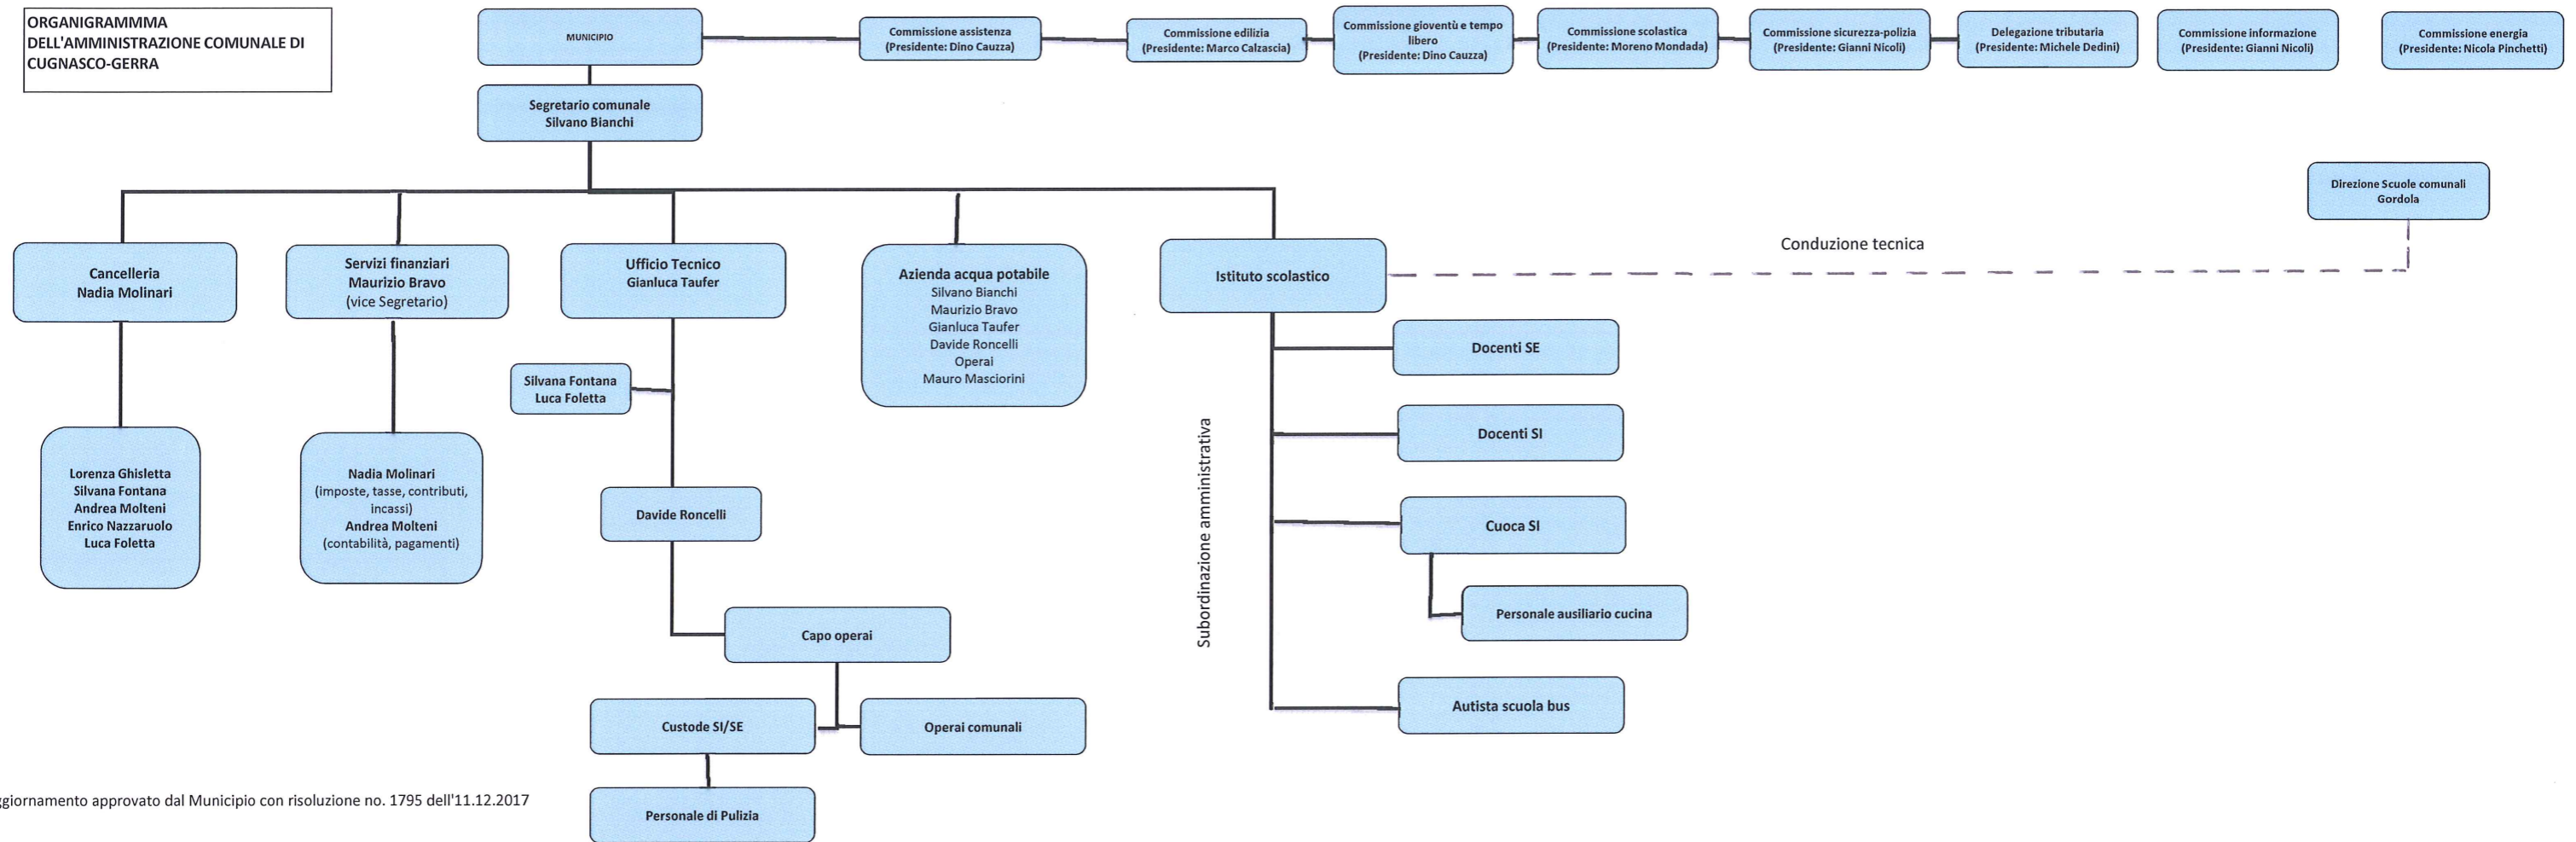 ORGANIGRAMMMA
DELL'AMMINISTRAZIONE COMUNALE DI
CUGNASCO-GERRA
MUNICIPIO
Commissione assistenza
(Presidente: Dino Cauzza)
Commissione edilizia
(Presidente: Marco Calzascia)
Commissione gioventù e tempo
libero
(Presidente: Dino Cauzza)
Commissione scolastica
(Presidente: Moreno Mondada)
Commissione sicurezza-polizia
(Presidente: Gianni Nicoli)
Delegazione tributaria
(Presidente: Michele Dedini)
Commissione informazione
(Presidente: Gianni Nicoli)
Commissione energia
(Presidente: Nicola Pinchetti)
Segretario comunale
Silvano Bianchi
Direzione Scuole comunali
Gordola
Conduzione tecnica
Cancelleria
Nadia Molinari
Servizi finanziari
Maurizio Bravo
(vice Segretario)
Ufficio Tecnico
Gianluca Taufer
Azienda acqua potabile
Silvano Bianchi
Maurizio Bravo
Gianluca Taufer
Davide Roncelli
Operai
Mauro Masciorini
Istituto scolastico
Lorenza Ghisletta
Silvana Fontana
Andrea Molteni
Enrico Nazzaruolo
Luca Foletta
Nadia Molinari
(imposte, tasse, contributi,
incassi)
Andrea Molteni
(contabilità, pagamenti)
Silvana Fontana
Luca Foletta
Davide Roncelli
Capo operai
Custode SI/SE
Operai comunali
Personale di Pulizia
Subordinazione amministrativa
Docenti SE
Docenti SI
Cuoca SI
Personale ausiliario cucina
Autista scuola bus
ggiornamento approvato dal Municipio con risoluzione no. 1795 dell'11.12.2017